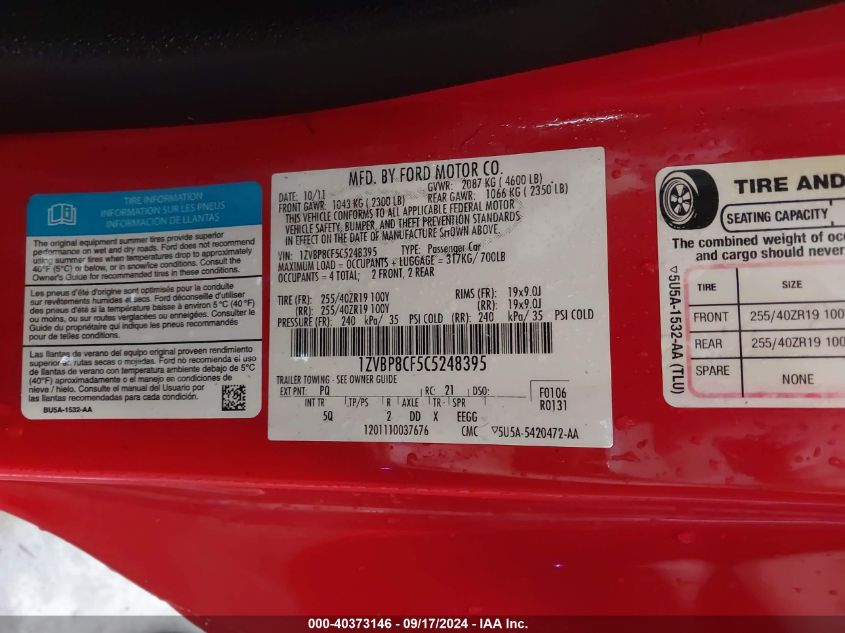 TIRE INFORMATION
INFORMATION SUR LES PNEUS
INFORMACIÓN DE LLANTAS
The original equipment summer tires provide superior
performance on wet and dry roads. Ford does not recommend
using summer tires when temperatures drop to approximately
40°F (5°C) or below, or in snow/ice conditions. Consult the
Owner's Guide for recommended tires in these conditions.
Les pneus d'été d'origine sont optimisés pour la conduite
sur revêtements humides et secs. Ford déconseille d'utiliser
des pneus d'été si la température baisse à environ 5 °C (40 °F)
ou moins, ou sur routes verglacées ou enneigées. Consulter le
Guide du propriétaire qui indique les pneus recommandés
pour de telles conditions.
Las llantas de verano del equipo original proveen rendimiento
superior en rutas secas o mojadas. Ford no recomienda usar
llantas de verano con temperatura ambiente debajo de 5°C
(40°F) aproximadamente o al manejar en condiciones de
nieve / hielo. Consulte el manual del Usuario por
las llantas recomendadas para cada condición.
BU5A-1532-AA
MFD. BY FORD MOTOR CO.
DATE: 10/11 GVWR: 2087 KG ( 4600 LB)
FRONT GAWR: 1043 KG ( 2300 LB) REAR GAWR: 1066 KG ( 2350 LB)
THIS VEHICLE CONFORMS TO ALL APPLICABLE FEDERAL MOTOR
VEHICLE SAFETY, BUMPER, AND THEFT PREVENTION STANDARDS
IN EFFECT ON THE DATE OF MANUFACTURE SHOWN ABOVE.
VIN: 1ZVBP8CF5C5248395 TYPE: Passenger Car
MAXIMUM LOAD = OCCUPANTS + LUGGAGE = 317KG/ 700LB
OCCUPANTS = 4 TOTAL; 2 FRONT, 2 REAR
TIRE (FR): 255/40ZR19 100Y RIMS (FR): 19x9.0J
(RR): 255/40ZR19 100Y (RR): 19x9.0J
PRESSURE (FR): 240 kPa/ 35 PSI COLD (RR): 240 kPa/ 35 PSI COLD
1ZVBP8CF5C5248395
TRAILER TOWING - SEE OWNER GUIDE
EXT PNT: PQ RC: 21 DSO: F0106
INT TR TP/PS R AXLE TR SPR R0131
5Q 2 DD X EEGG
1201110037676 CMC ▽5U5A-5420472-AA
▽5U5A-1532-AA (TLU)
TIRE AND
SEATING CAPACITY
The combined weight of occ
and cargo should never
TIRE SIZE
FRONT 255/40ZR19 100Y
REAR 255/40ZR19 100
SPARE NONE
000-40373146 - 09/17/2024 - IAA Inc.